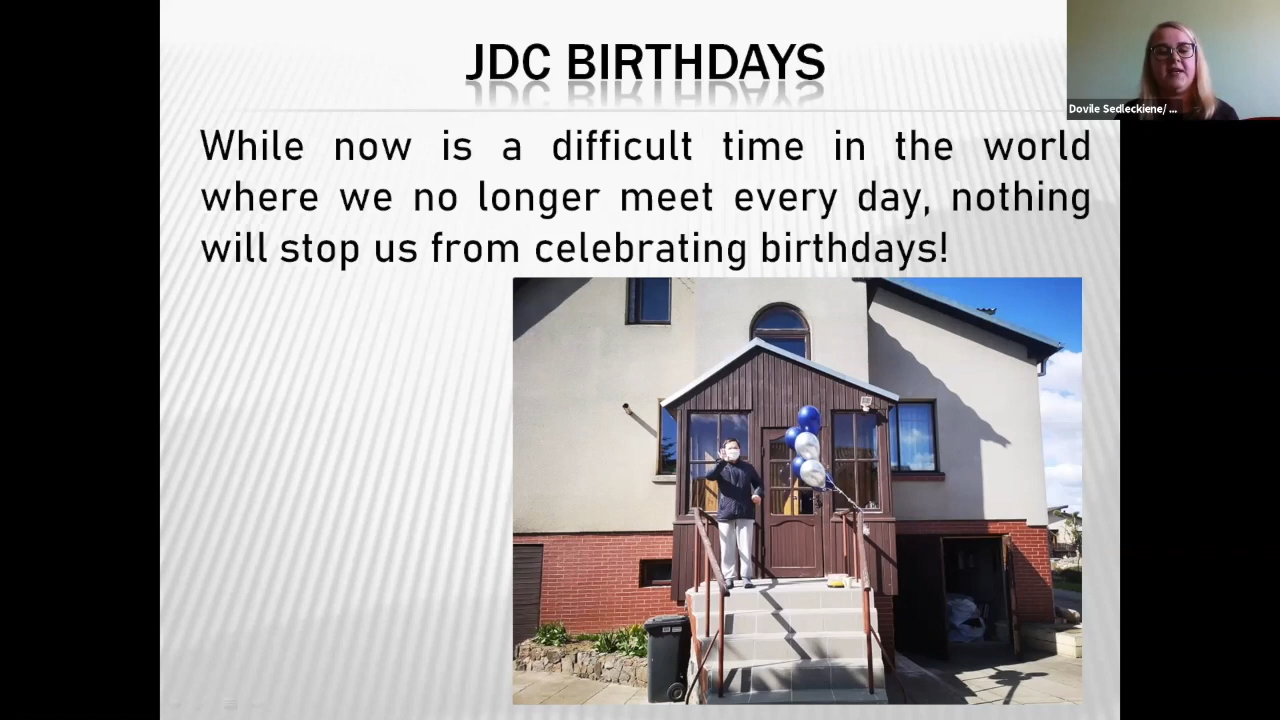 JDC BIRTHDAYS
Dovile Sedleckiene/ ...
While now is a difficult time in the world
where we no longer meet every day, nothing
will stop us from celebrating birthdays!